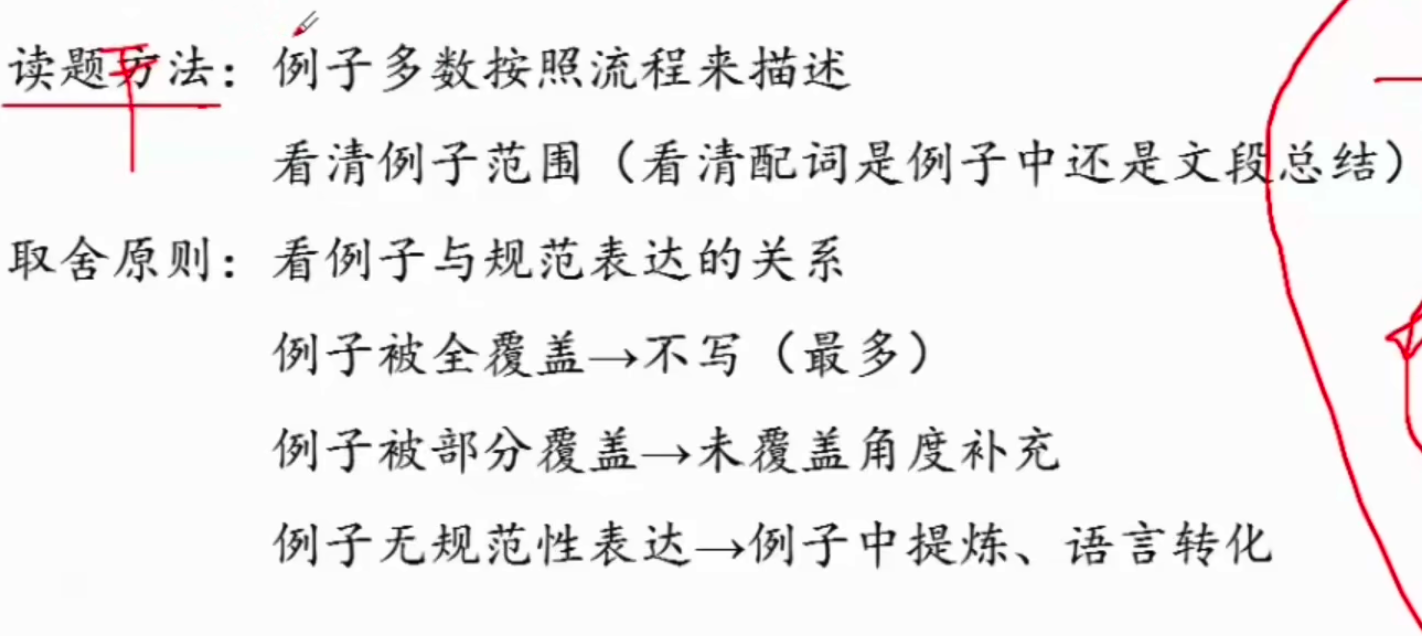 读题方法：例子多数按照流程来描述
看清例子范围（看清配词是例子中还是文段总结）
取舍原则：看例子与规范表达的关系
例子被全覆盖→不写（最多）
例子被部分覆盖→未覆盖角度补充
例子无规范性表达→例子中提炼、语言转化